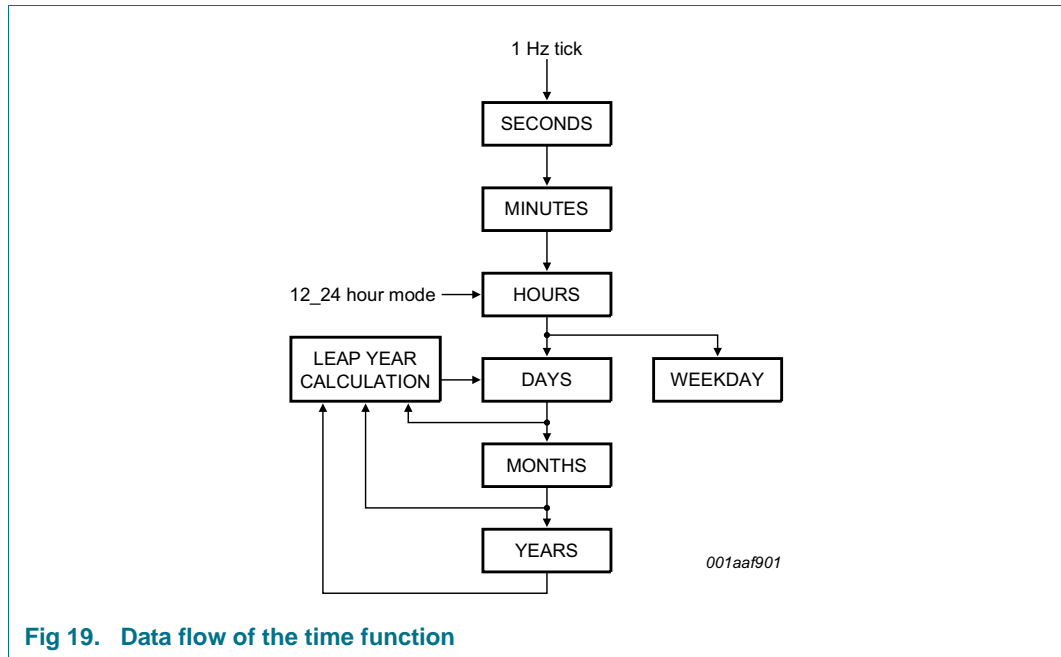 1 Hz tick
SECONDS
MINUTES
12_24 hour mode
HOURS
LEAP YEAR
CALCULATION
DAYS
WEEKDAY
MONTHS
YEARS
001aaf901
Fig 19. Data flow of the time function